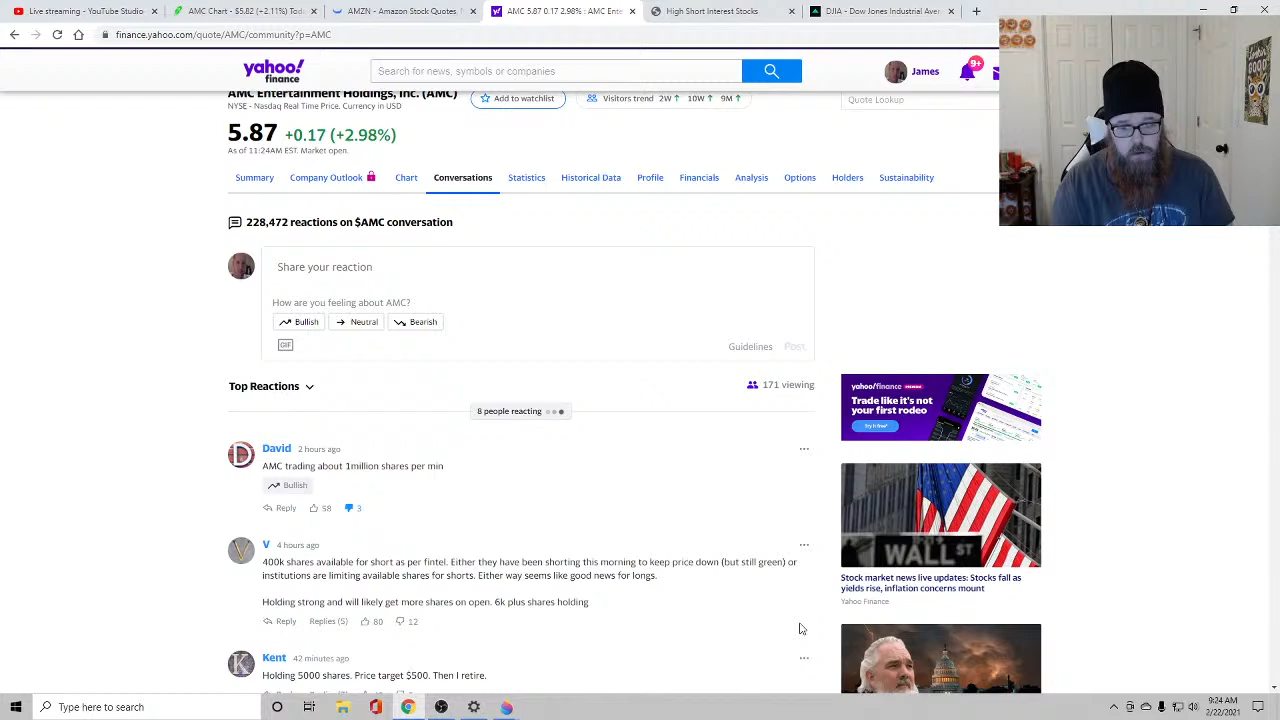 Live streaming - YouTube Studio
AMC Chart - $5.82 (+2.11%) Tod
AMZN - Amazon Stock Quotes
AMC 5.87 0.17 2.98% : AMC Ente
High Short Interest Stocks
DJIA - Dow Jones Industrial Aver
finance.yahoo.com/quote/AMC/community?p=AMC
yahoo!
finance
Search for news, symbols or companies
James
9+
AMC Entertainment Holdings, Inc. (AMC)
NYSE - Nasdaq Real Time Price. Currency in USD
Add to watchlist
Visitors trend 2W 10W 9M
Quote Lookup
5.87 +0.17 (+2.98%)
As of 11:24AM EST. Market open.
Summary Company Outlook Chart Conversations Statistics Historical Data Profile Financials Analysis Options Holders Sustainability
228,472 reactions on $AMC conversation
Share your reaction
How are you feeling about AMC?
Bullish Neutral Bearish
GIF
Guidelines Post
Top Reactions
171 viewing
8 people reacting
David 2 hours ago
AMC trading about 1million shares per min
Bullish
Reply 58 3
V 4 hours ago
400k shares available for short as per fintel. Either they have been shorting this morning to keep price down (but still green) or
institutions are limiting available shares for shorts. Either way seems like good news for longs.
Holding strong and will likely get more shares on open. 6k plus shares holding
Reply Replies (5) 80 12
Kent 42 minutes ago
Holding 5000 shares. Price target $500. Then I retire.
yahoo!finance PREMIUM
Trade like it's not
your first rodeo
Try it free*
WALL ST
Stock market news live updates: Stocks fall as
yields rise, inflation concerns mount
Yahoo Finance
Type here to search
9:24 AM
2/22/2021